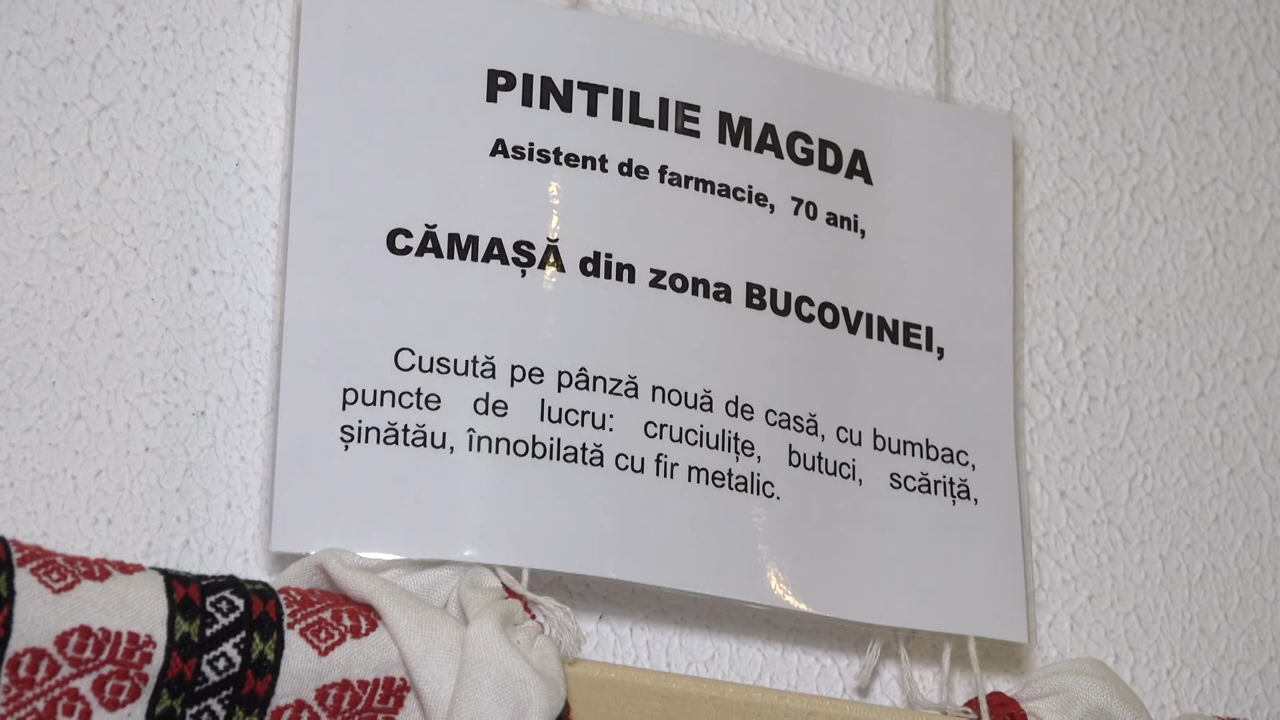 PINTILIE MAGDA
Asistent de farmacie, 70 ani,
CĂMAȘĂ din zona BUCOVINEI,
Cusută pe pânză nouă de casă, cu bumbac,
puncte de lucru: cruciulițe, butuci, scăriță,
șinătău, înnobilată cu fir metalic.